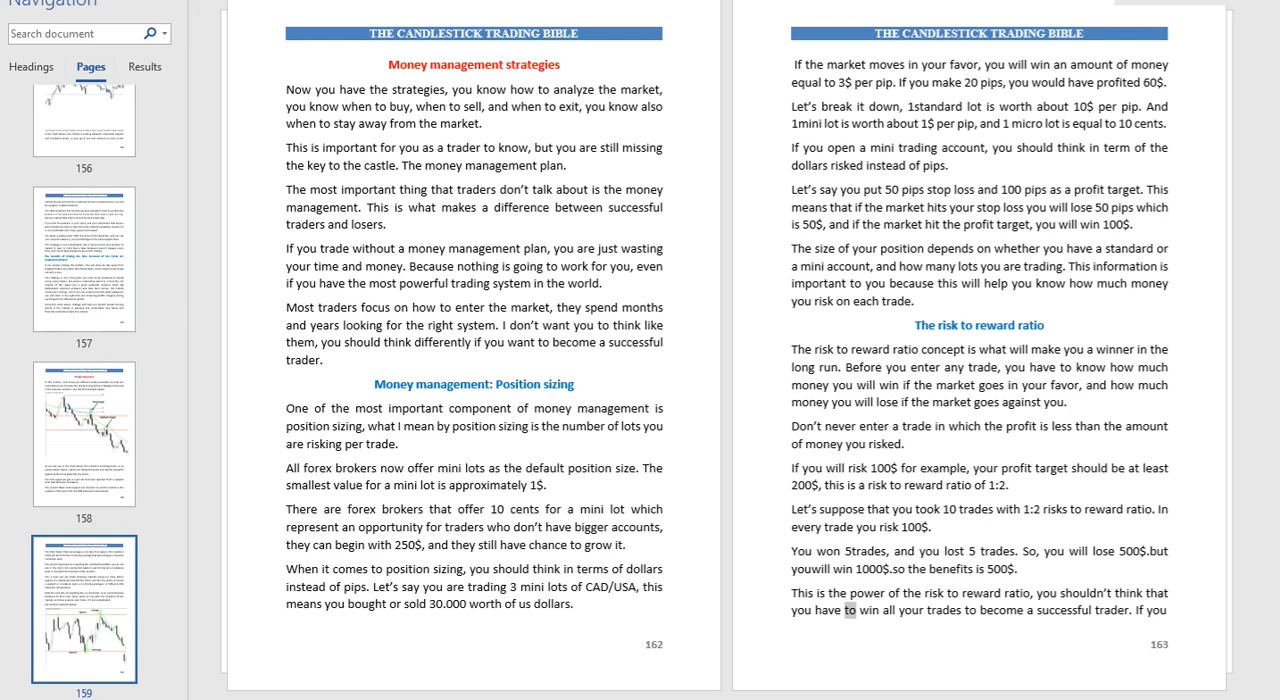 Navigation
Search document
Headings
Pages
Results
156
157
158
159
THE CANDLESTICK TRADING BIBLE
Money management strategies
Now you have the strategies, you know how to analyze the market,
you know when to buy, when to sell, and when to exit, you know also
when to stay away from the market.
This is important for you as a trader to know, but you are still missing
the key to the castle. The money management plan.
The most important thing that traders don't talk about is the money
management. This is what makes a difference between successful
traders and losers.
If you trade without a money management plan, you are just wasting
your time and money. Because nothing is going to work for you, even
if you have the most powerful trading system in the world.
Most traders focus on how to enter the market, they spend months
and years looking for the right system. I don't want you to think like
them, you should think differently if you want to become a successful
trader.
Money management: Position sizing
One of the most important component of money management is
position sizing, what I mean by position sizing is the number of lots you
are risking per trade.
All forex brokers now offer mini lots as the default position size. The
smallest value for a mini lot is approximately 1$.
There are forex brokers that offer 10 cents for a mini lot which
represent an opportunity for traders who don't have bigger accounts,
they can begin with 250$, and they still have chance to grow it.
When it comes to position sizing, you should think in terms of dollars
instead of pips. Let's say you are trading 3 mini lots of CAD/USA, this
means you bought or sold 30.000 worth of us dollars.
162
THE CANDLESTICK TRADING BIBLE
If the market moves in your favor, you will win an amount of money
equal to 3$ per pip. If you make 20 pips, you would have profited 60$.
Let's break it down, 1standard lot is worth about 10$ per pip. And
1mini lot is worth about 1$ per pip, and 1 micro lot is equal to 10 cents.
If you open a mini trading account, you should think in term of the
dollars risked instead of pips.
Let's say you put 50 pips stop loss and 100 pips as a profit target. This
means that if the market hits your stop loss you will lose 50 pips which
is 50$, and if the market hit the profit target, you will win 100$.
The size of your position depends on whether you have a standard or
a mini account, and how many lots you are trading. This information is
important to you because this will help you know how much money
you risk on each trade.
The risk to reward ratio
The risk to reward ratio concept is what will make you a winner in the
long run. Before you enter any trade, you have to know how much
money you will win if the market goes in your favor, and how much
money you will lose if the market goes against you.
Don't never enter a trade in which the profit is less than the amount
of money you risked.
If you will risk 100$ for example, your profit target should be at least
200$, this is a risk to reward ratio of 1:2.
Let's suppose that you took 10 trades with 1:2 risks to reward ratio. In
every trade you risk 100$.
You won 5trades, and you lost 5 trades. So, you will lose 500$.but
youwill win 1000$.so the benefits is 500$.
This is the power of the risk to reward ratio, you shouldn't think that
you have to win all your trades to become a successful trader. If you
163